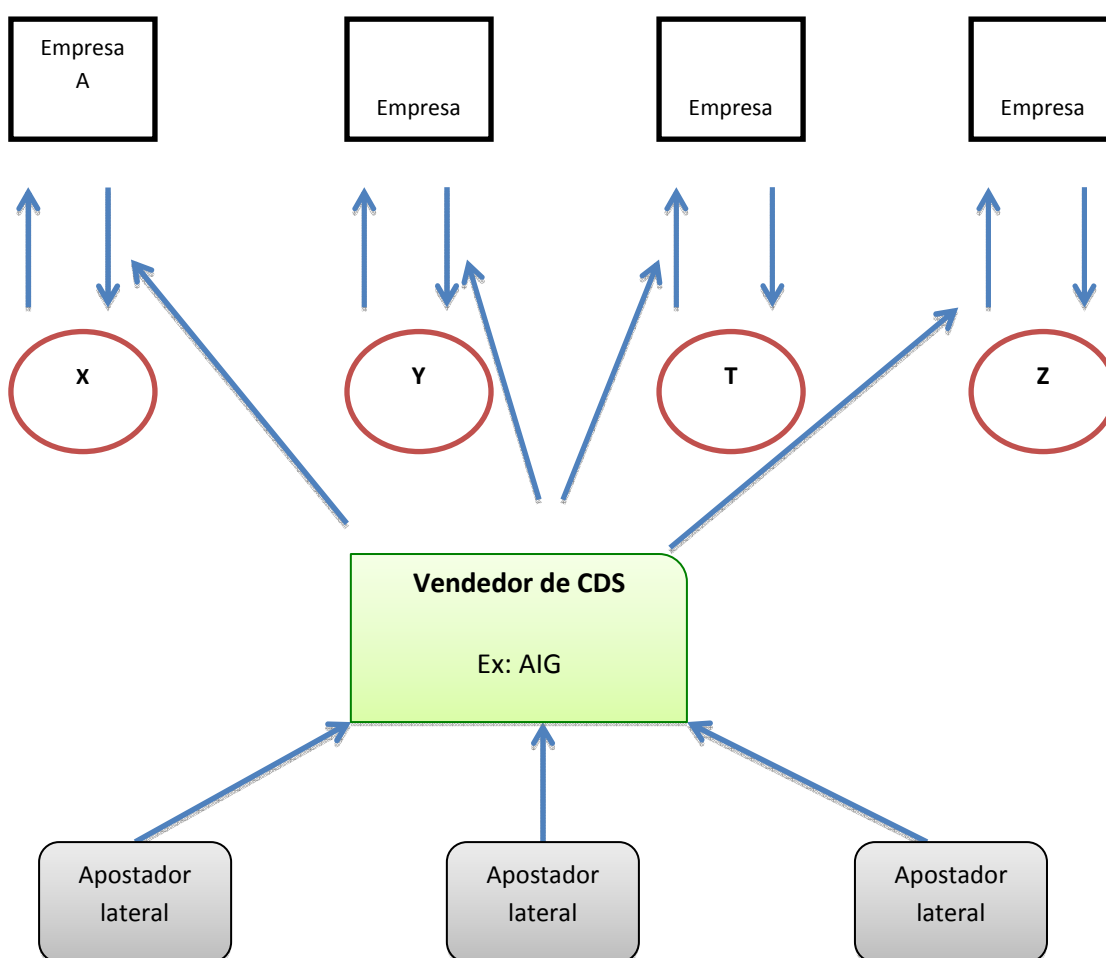 Empresa
A
Empresa
Empresa
Empresa
X
Y
T
Z
Vendedor de CDS
Ex: AIG
Apostador
lateral
Apostador
lateral
Apostador
lateral